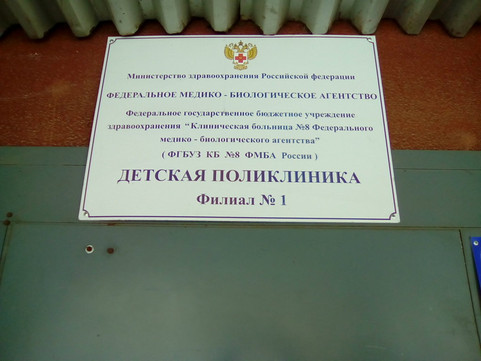 Министерство здравоохранения Российской федерации
ФЕДЕРАЛЬНОЕ МЕДИКО - БИОЛОГИЧЕСКОЕ АГЕНТСТВО
Федеральное государственное бюджетное учреждение
здравоохранения "Клиническая больница №8 Федерального
медико - биологического агентства"
( ФГБУЗ КБ №8 ФМБА России )
ДЕТСКАЯ ПОЛИКЛИНИКА
Филиал № 1